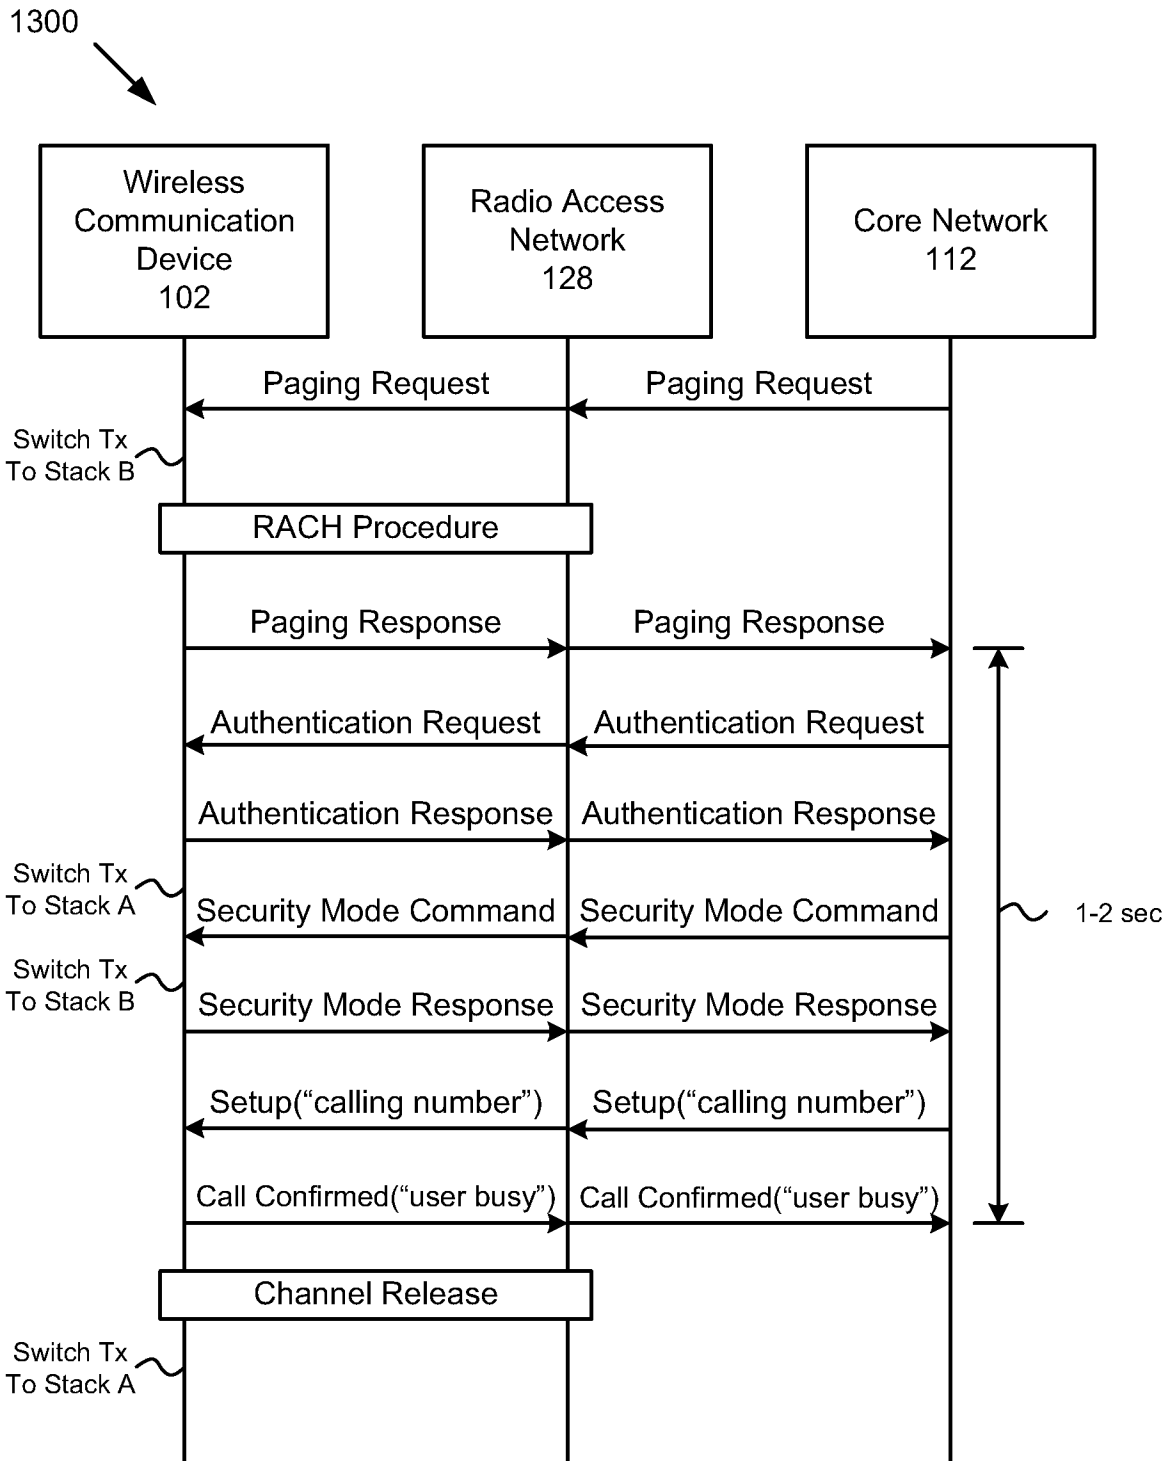 1300
Wireless
Communication
Device
102
Radio Access
Network
128
Core Network
112
Paging Request
Paging Request
Switch Tx
To Stack B
RACH Procedure
Paging Response
Paging Response
Authentication Request
Authentication Request
Authentication Response
Authentication Response
Switch Tx
To Stack A
Security Mode Command
Security Mode Command
1-2 sec
Switch Tx
To Stack B
Security Mode Response
Security Mode Response
Setup(“calling number”)
Setup(“calling number”)
Call Confirmed(“user busy”)
Call Confirmed(“user busy”)
Channel Release
Switch Tx
To Stack A